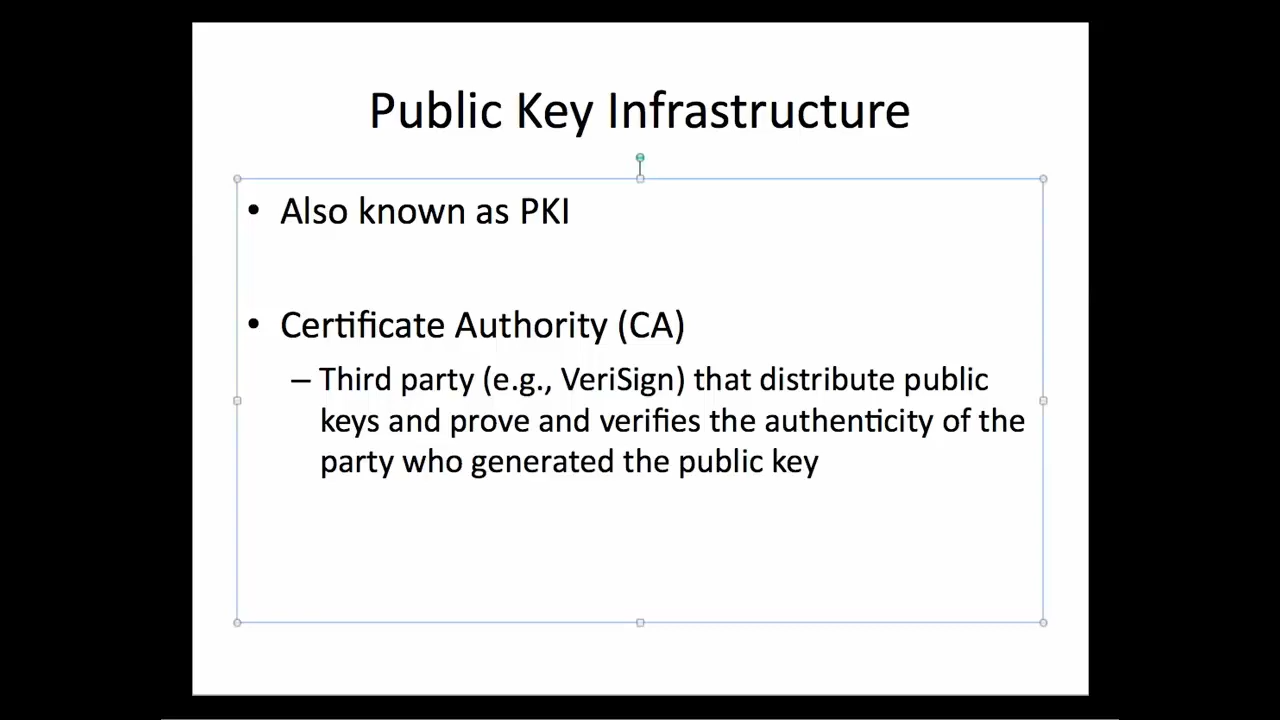 Public Key Infrastructure
• Also known as PKI
• Certificate Authority (CA)
– Third party (e.g., VeriSign) that distribute public
keys and prove and verifies the authenticity of the
party who generated the public key